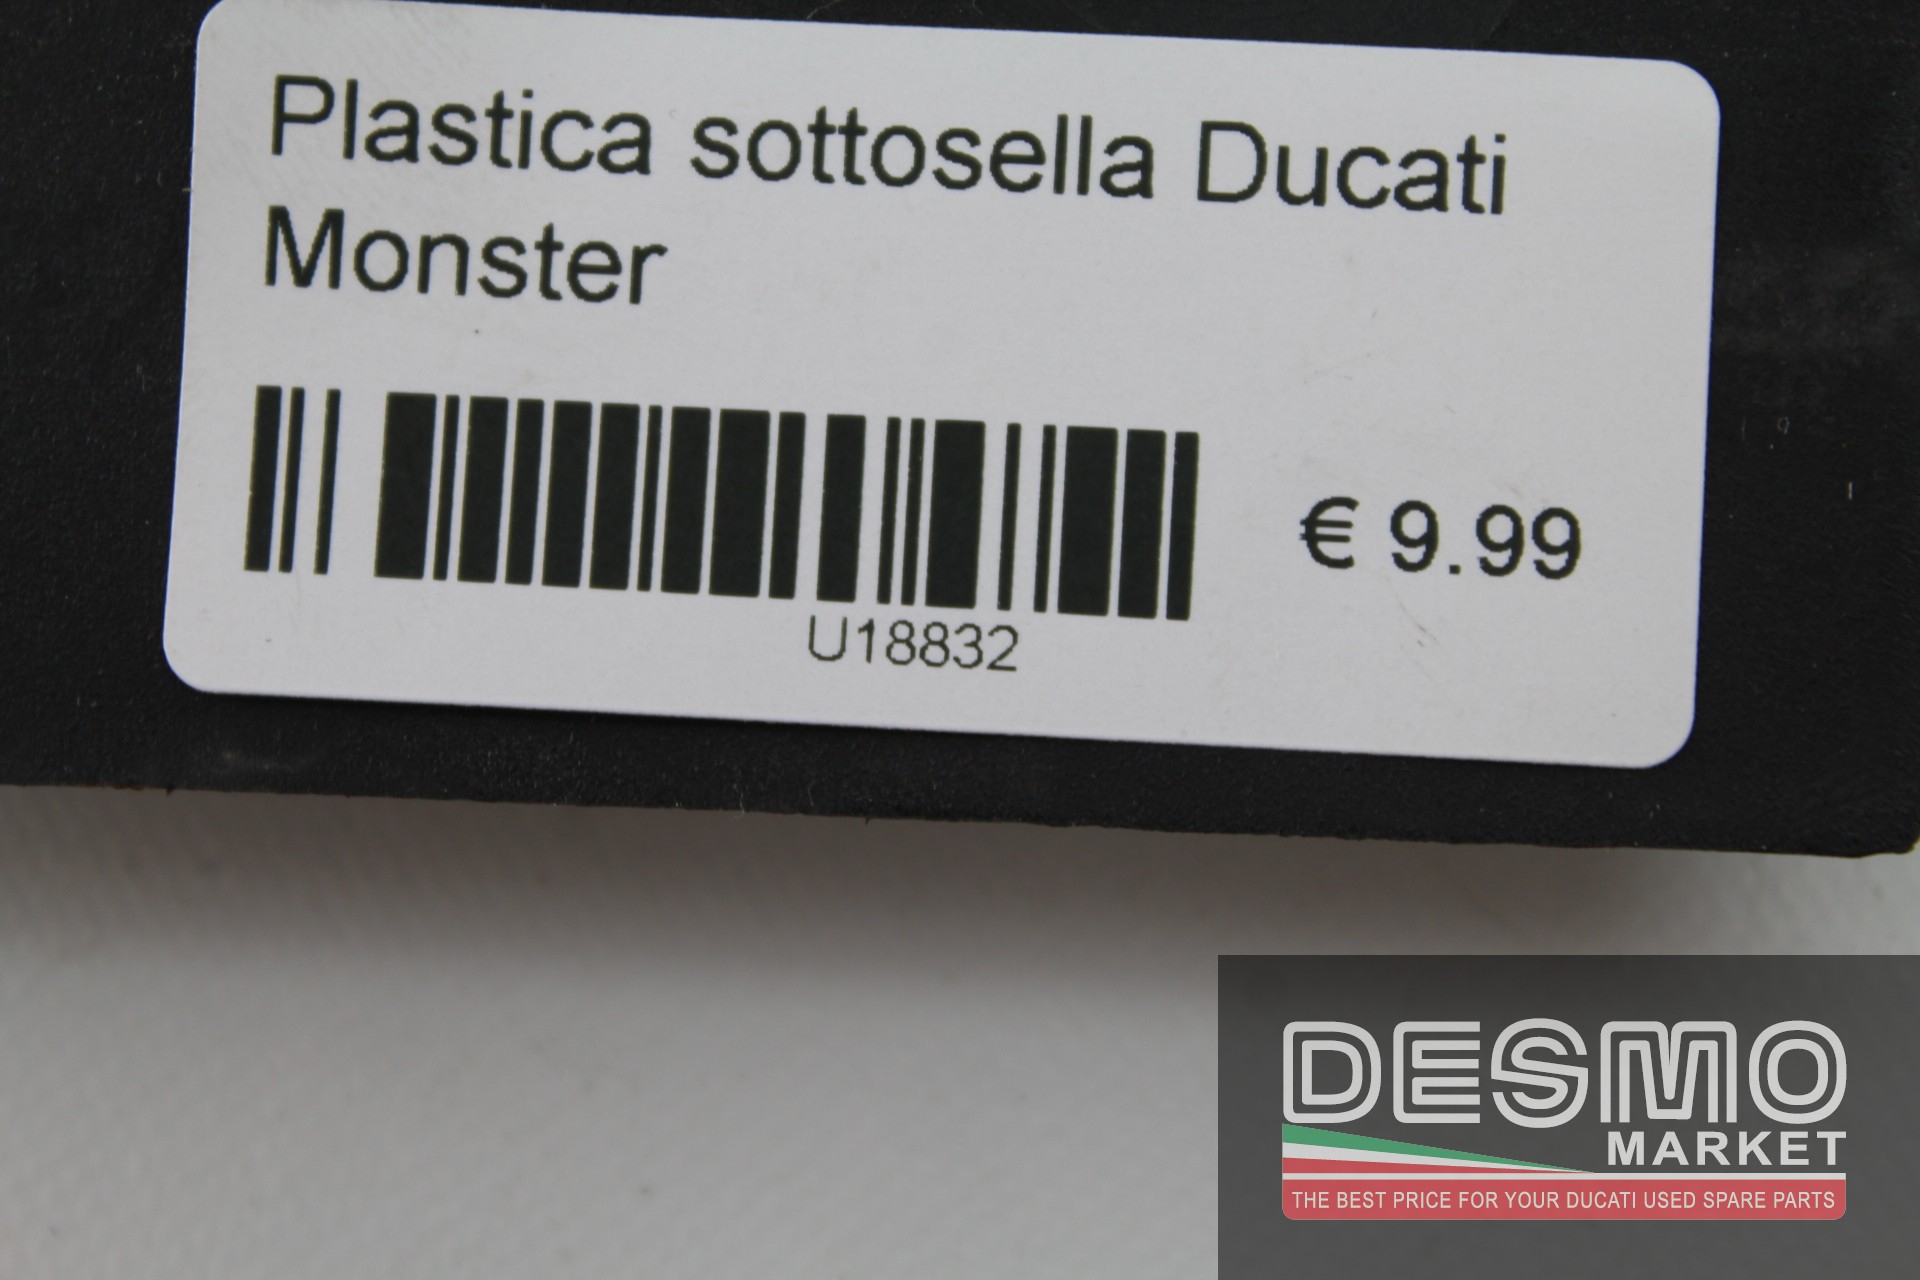 Plastica sottosella Ducati
Monster
€ 9.99
U18832
DESMO
MARKET
THE BEST PRICE FOR YOUR DUCATI USED SPARE PARTS